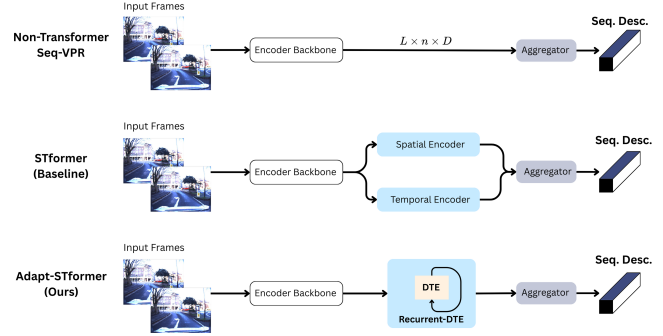 Input Frames
Seq. Desc.
Non-Transformer
Seq-VPR
Encoder Backbone
L × n × D
Aggregator
Input Frames
Seq. Desc.
STformer
(Baseline)
Encoder Backbone
Spatial Encoder
Temporal Encoder
Aggregator
Input Frames
Seq. Desc.
Adapt-STformer
(Ours)
Encoder Backbone
DTE
Recurrent-DTE
Aggregator